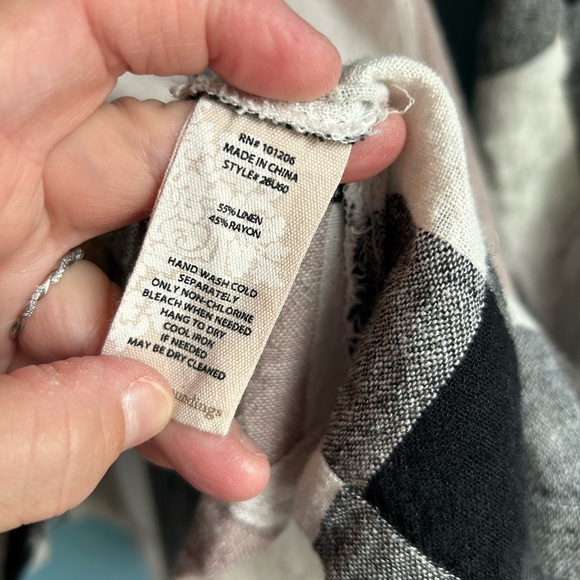 RN# 101206
MADE IN CHINA
STYLE# 26U60
55% LINEN
45% RAYON
HAND WASH COLD
SEPARATELY
ONLY NON-CHLORINE
BLEACH WHEN NEEDED
HANG TO DRY
COOL IRON
IF NEEDED
MAY BE DRY CLEANED